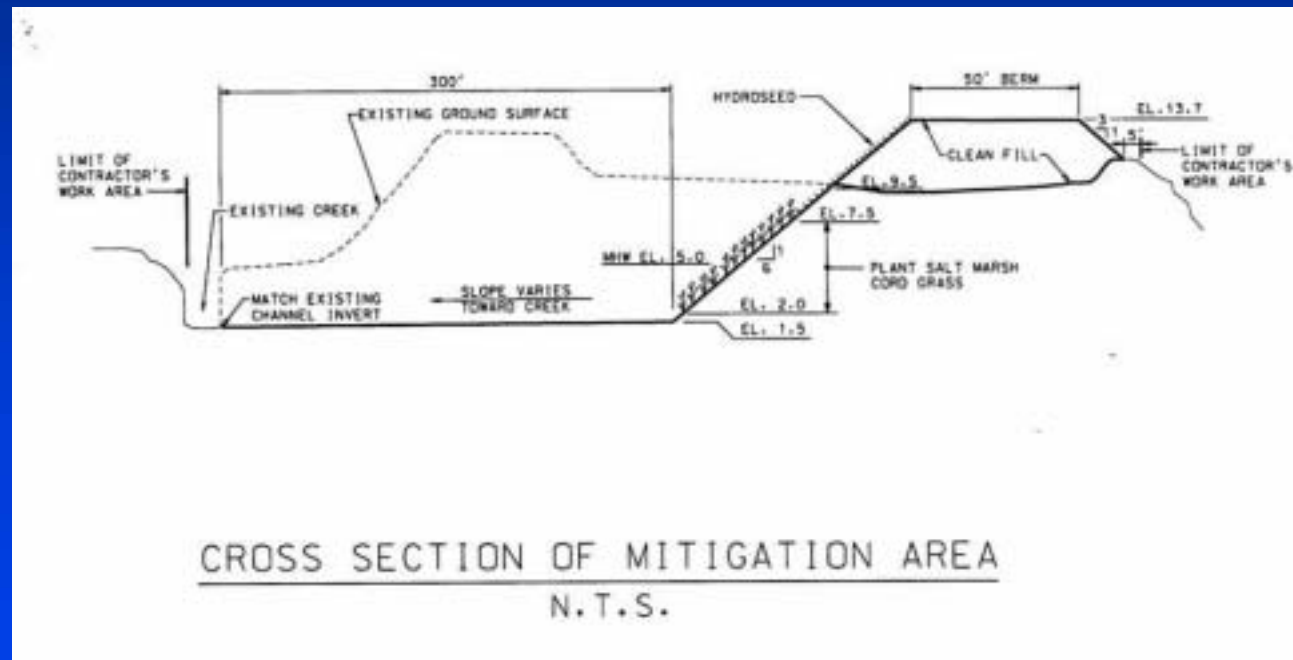 300'
50' BERM
HYDROSEED
EXISTING GROUND SURFACE
EL.13.7
3
1
1.5'
LIMIT OF
CONTRACTOR'S
WORK AREA
CLEAN FILL
LIMIT OF
CONTRACTOR'S
WORK AREA
EL.9.5
EXISTING CREEK
EL.7.5
MHW EL. 5.0
1
6
PLANT SALT MARSH
CORD GRASS
MATCH EXISTING
CHANNEL INVERT
SLOPE VARIES
TOWARD CREEK
EL. 2.0
EL. 1.5
CROSS SECTION OF MITIGATION AREA
N.T.S.